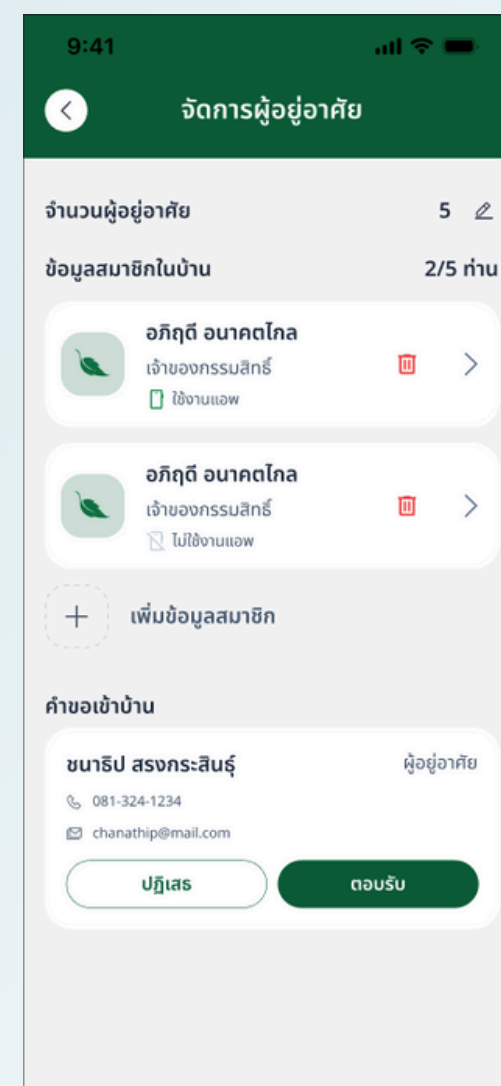 9:41
จัดการผู้อยู่อาศัย
จำนวนผู้อยู่อาศัย 5
ข้อมูลสมาชิกในบ้าน 2/5 ท่าน
อภิฤดี อนาคตไกล
เจ้าของกรรมสิทธิ์
ใช้งานแอพ
อภิฤดี อนาคตไกล
เจ้าของกรรมสิทธิ์
ไม่ใช้งานแอพ
+ เพิ่มข้อมูลสมาชิก
คำขอเข้าบ้าน
ชนาธิป สรงกระสินธุ์ ผู้อยู่อาศัย
081-324-1234
chanathip@mail.com
ปฏิเสธ ตอบรับ